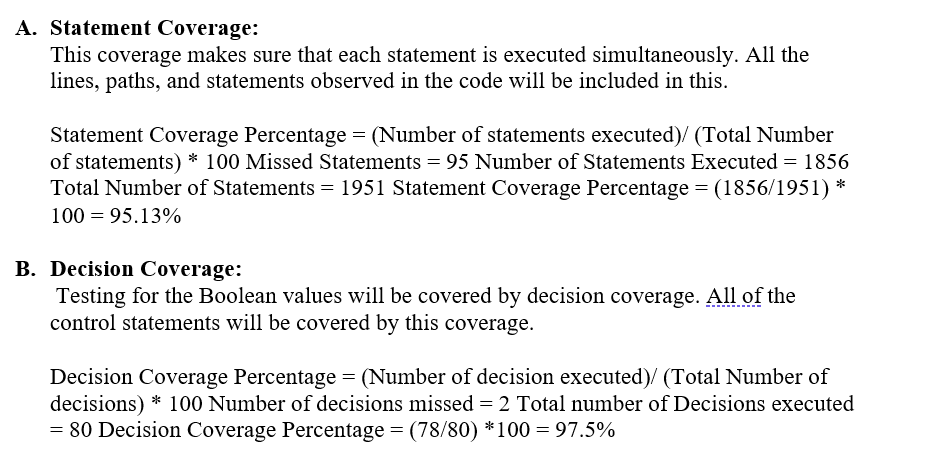 A. Statement Coverage:
This coverage makes sure that each statement is executed simultaneously. All the
lines, paths, and statements observed in the code will be included in this.
Statement Coverage Percentage = (Number of statements executed)/ (Total Number
of statements) * 100 Missed Statements = 95 Number of Statements Executed = 1856
Total Number of Statements = 1951 Statement Coverage Percentage = (1856/1951) *
100 = 95.13%
B. Decision Coverage:
Testing for the Boolean values will be covered by decision coverage. All of the
control statements will be covered by this coverage.
Decision Coverage Percentage = (Number of decision executed)/ (Total Number of
decisions) * 100 Number of decisions missed = 2 Total number of Decisions executed
= 80 Decision Coverage Percentage = (78/80) *100 = 97.5%